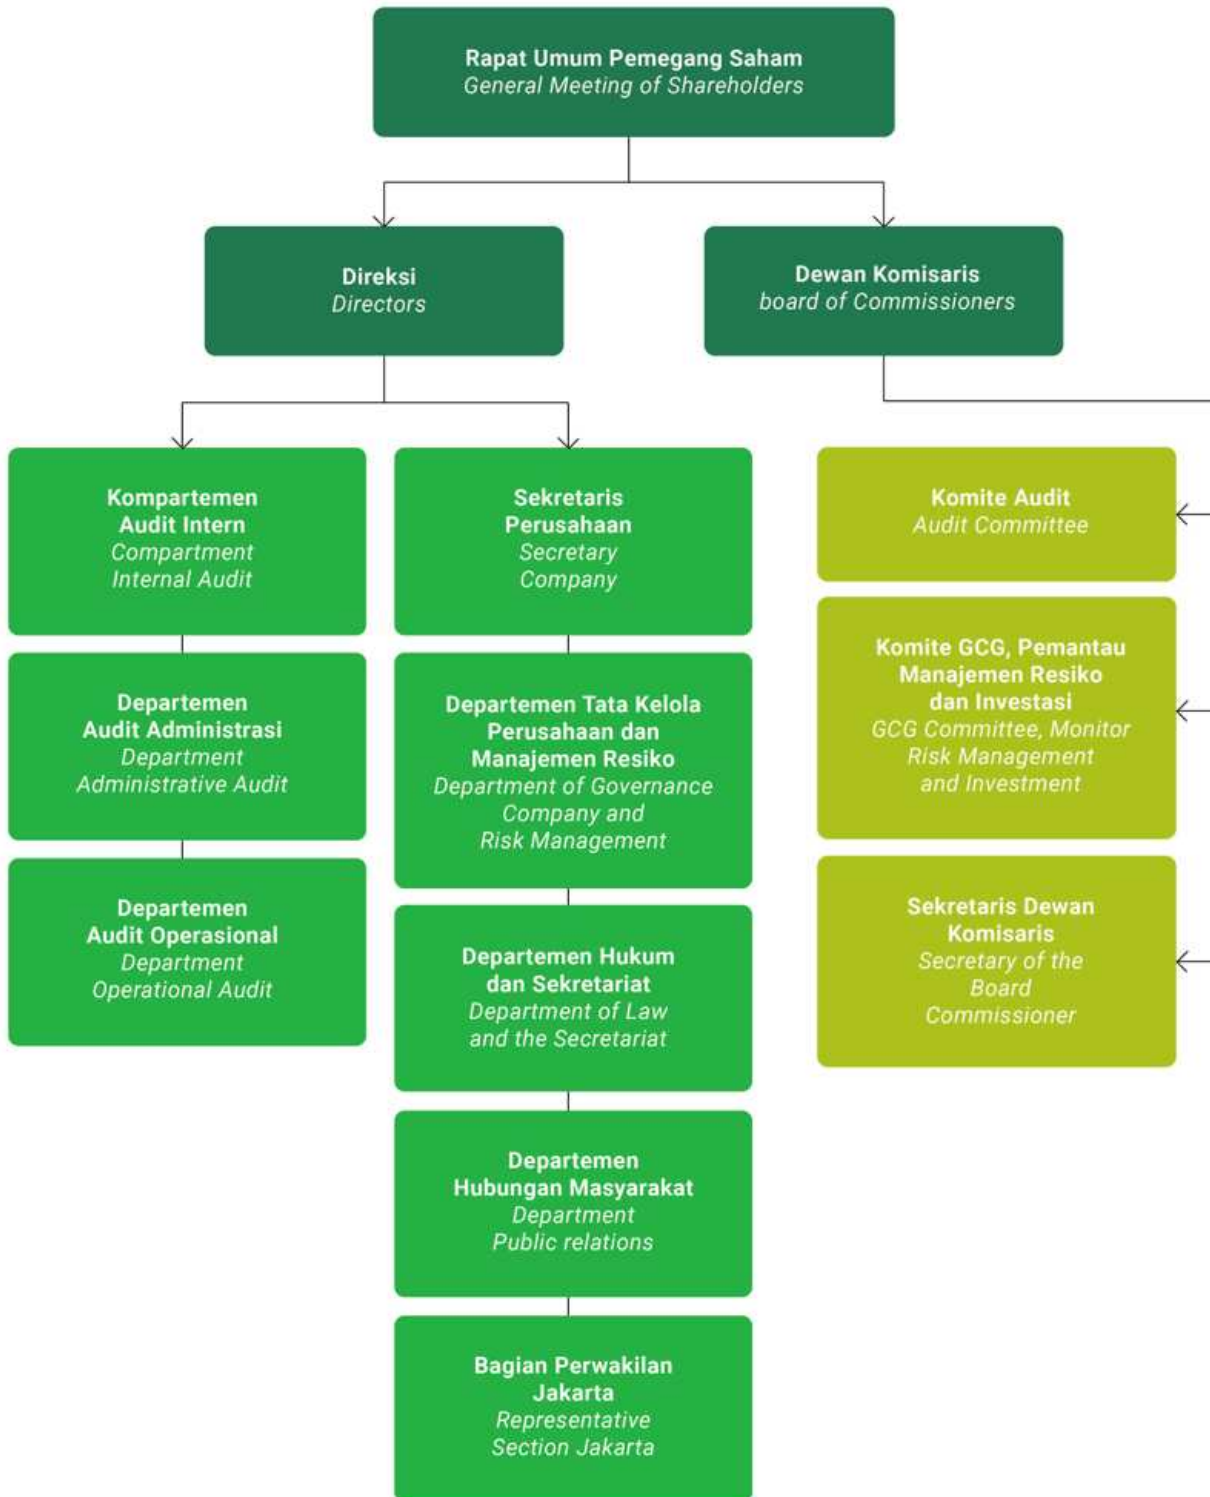 Rapat Umum Pemegang Saham
General Meeting of Shareholders
Direksi
Directors
Dewan Komisaris
board of Commissioners
Kompartemen
Audit Intern
Compartment
Internal Audit
Departemen
Audit Administrasi
Department
Administrative Audit
Departemen
Audit Operasional
Department
Operational Audit
Sekretaris
Perusahaan
Secretary
Company
Departemen Tata Kelola
Perusahaan dan
Manajemen Resiko
Department of Governance
Company and
Risk Management
Departemen Hukum
dan Sekretariat
Department of Law
and the Secretariat
Departemen
Hubungan Masyarakat
Department
Public relations
Bagian Perwakilan
Jakarta
Representative
Section Jakarta
Komite Audit
Audit Committee
Komite GCG, Pemantau
Manajemen Resiko
dan Investasi
GCG Committee, Monitor
Risk Management
and Investment
Sekretaris Dewan
Komisaris
Secretary of the
Board
Commissioner